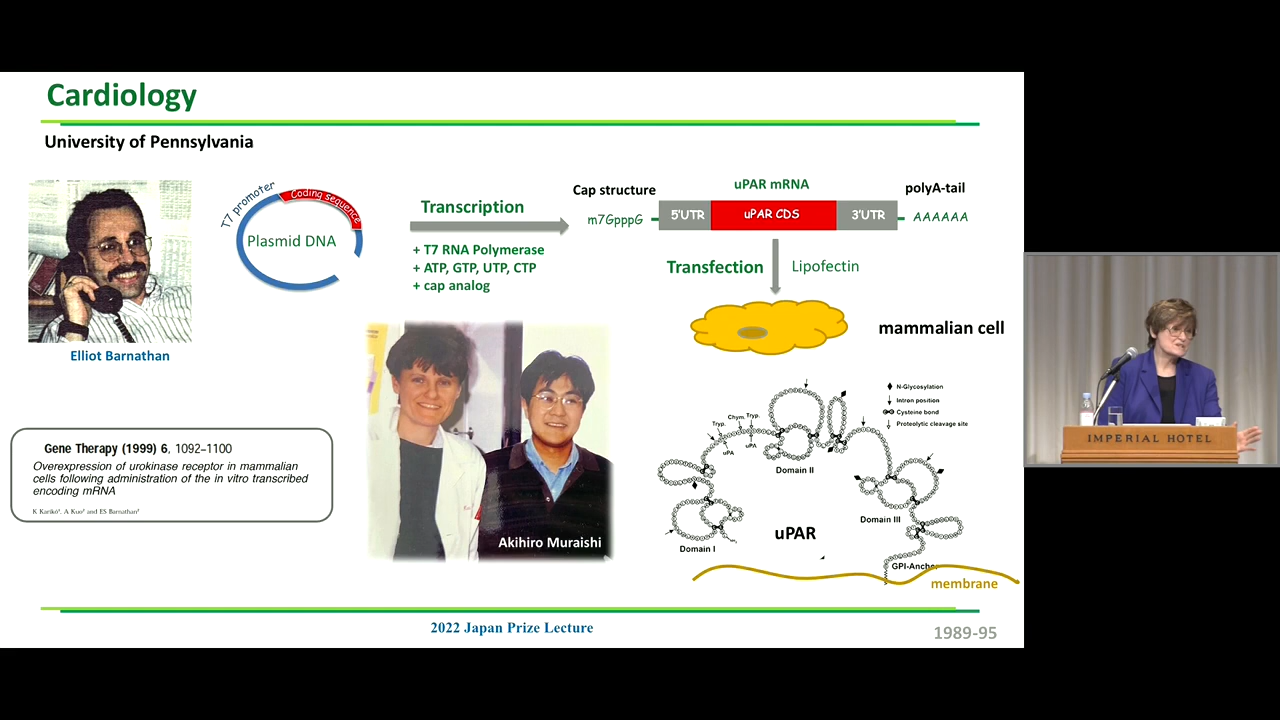 Cardiology
University of Pennsylvania
Elliot Barnathan
T7 promoter
Coding sequence
Plasmid DNA
Transcription
+ T7 RNA Polymerase
+ ATP, GTP, UTP, CTP
+ cap analog
Cap structure
uPAR mRNA
polyA-tail
m7GpppG
5'UTR
uPAR CDS
3'UTR
AAAAAA
Transfection
Lipofectin
mammalian cell
Gene Therapy (1999) 6, 1092–1100
Overexpression of urokinase receptor in mammalian
cells following administration of the in vitro transcribed
encoding mRNA
K Karikó¹, A Kuo² and ES Barnathan³
Akihiro Muraishi
N-Glycosylation
Intron position
Cysteine bond
Proteolytic cleavage site
Tryp.
Chym.
Tryp.
uPA
uPA
Domain II
Domain III
Domain I
uPAR
GPI-Anchor
membrane
2022 Japan Prize Lecture
1989-95
IMPERIAL HOTEL